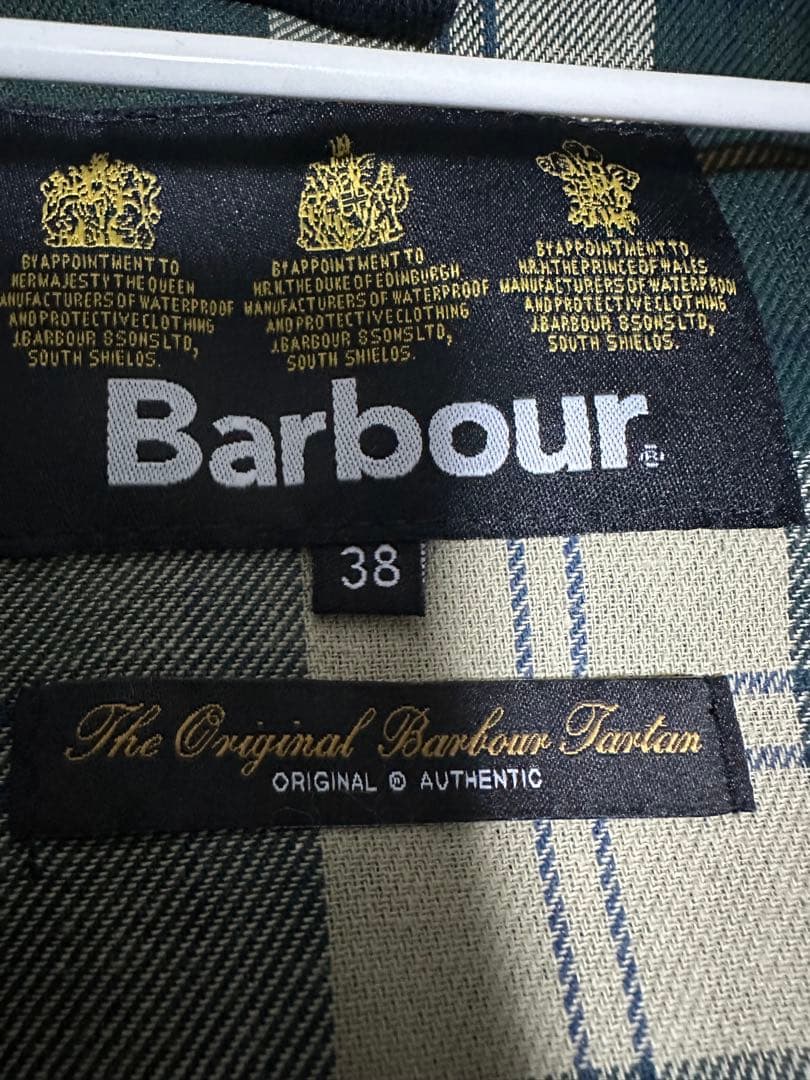 BY APPOINTMENT TO
HER MAJESTY THE QUEEN
MANUFACTURERS OF WATERPROOF
AND PROTECTIVE CLOTHING
J.BARBOUR & SONS LTD,
SOUTH SHIELDS.
BY APPOINTMENT TO
H.R.H. THE DUKE OF EDINBURGH
MANUFACTURERS OF WATERPROOF
AND PROTECTIVE CLOTHING
J.BARBOUR & SONS LTD,
SOUTH SHIELDS.
BY APPOINTMENT TO
H.R.H. THE PRINCE OF WALES
MANUFACTURERS OF WATERPROOF
AND PROTECTIVE CLOTHING
J.BARBOUR & SONS LTD,
SOUTH SHIELDS.
Barbour®
38
The Original Barbour Tartan
ORIGINAL ® AUTHENTIC